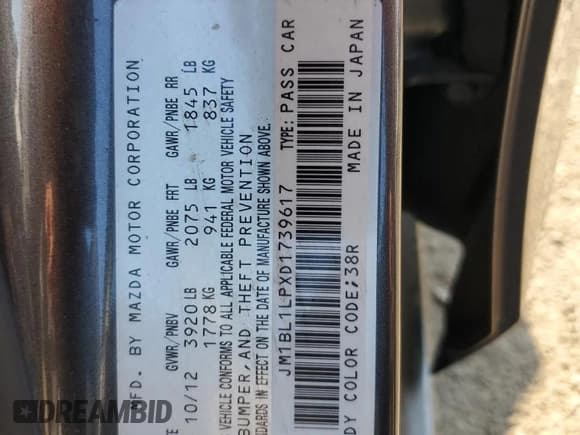 MFD. BY MAZDA MOTOR CORPORATION
GVWR/PNBV GAWR/PNBE FRT GAWR/PNBE RR
10/12 3920 LB 2075 LB 1845 LB
1778 KG 941 KG 837 KG
VEHICLE CONFORMS TO ALL APPLICABLE FEDERAL MOTOR VEHICLE SAFETY
BUMPER, AND THEFT PREVENTION
IN EFFECT ON THE DATE OF MANUFACTURE SHOWN ABOVE.
JM1BL1LPXD1739617 TYPE: PASS CAR
COLOR CODE;38R MADE IN JAPAN
DREAMBID